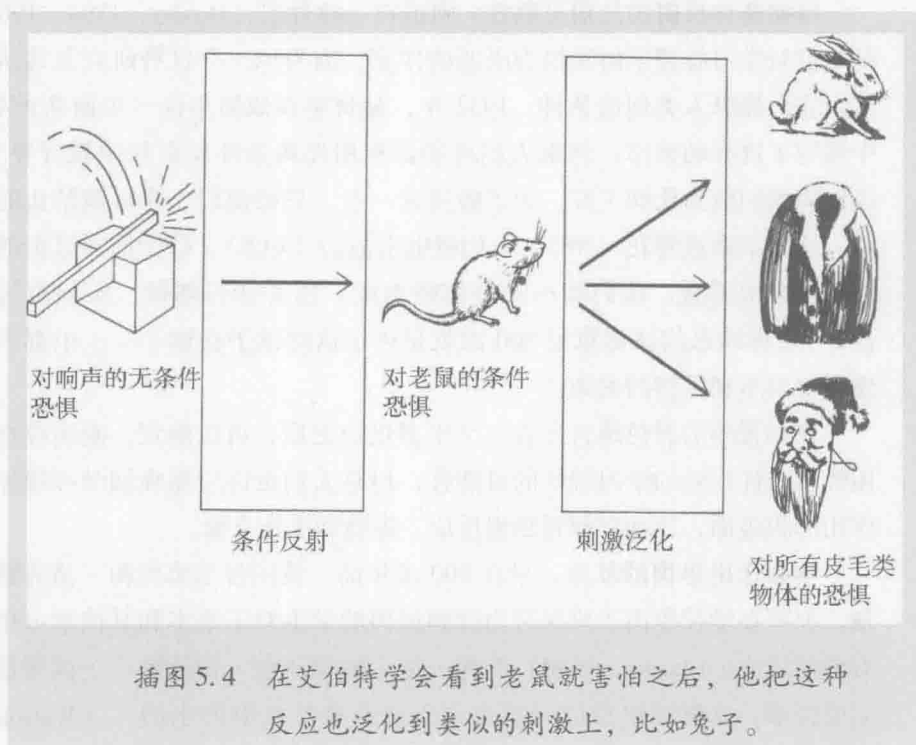 对响声的无条件
恐惧
对老鼠的条件
恐惧
条件反射
刺激泛化
对所有皮毛类
物体的恐惧
插图 5.4 在艾伯特学会看到老鼠就害怕之后，他把这种
反应也泛化到类似的刺激上，比如兔子。